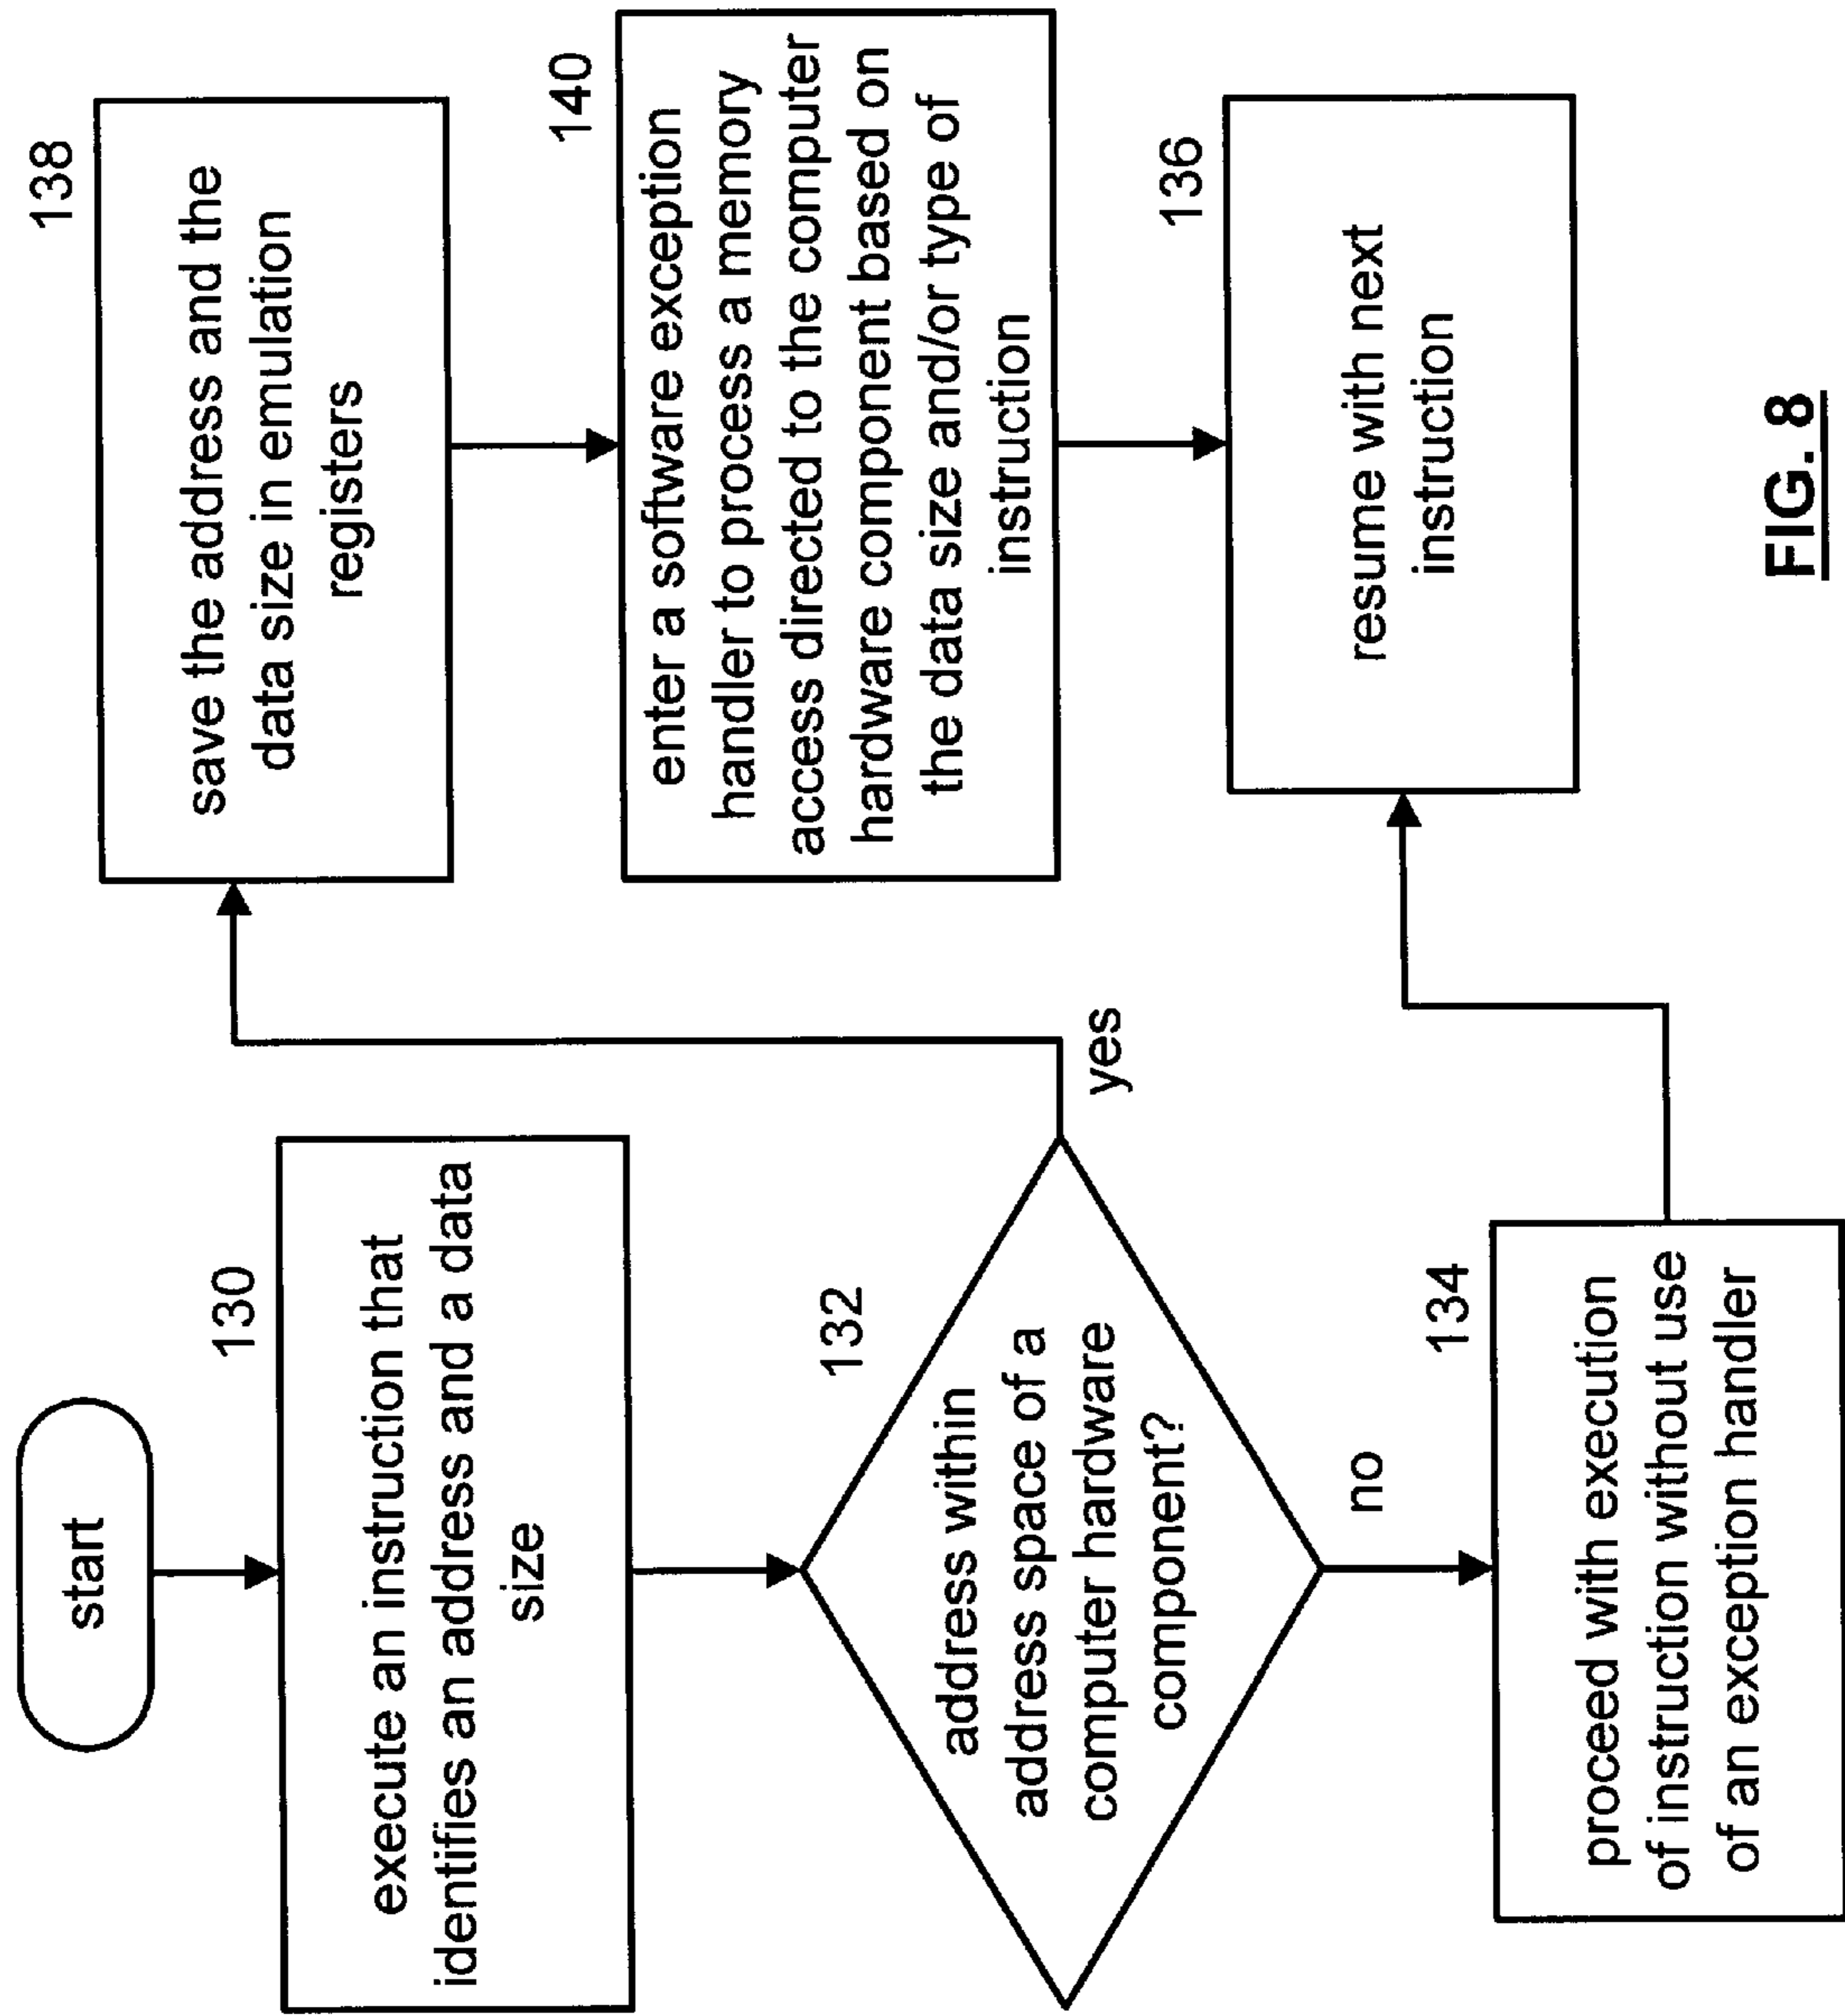 start
130
execute an instruction that
identifies an address and a data
size
132
address within
address space of a
computer hardware
component?
yes
no
134
proceed with execution
of instruction without use
of an exception handler
138
save the address and the
data size in emulation
registers
140
enter a software exception
handler to process a memory
access directed to the computer
hardware component based on
the data size and/or type of
instruction
136
resume with next
instruction
FIG. 8